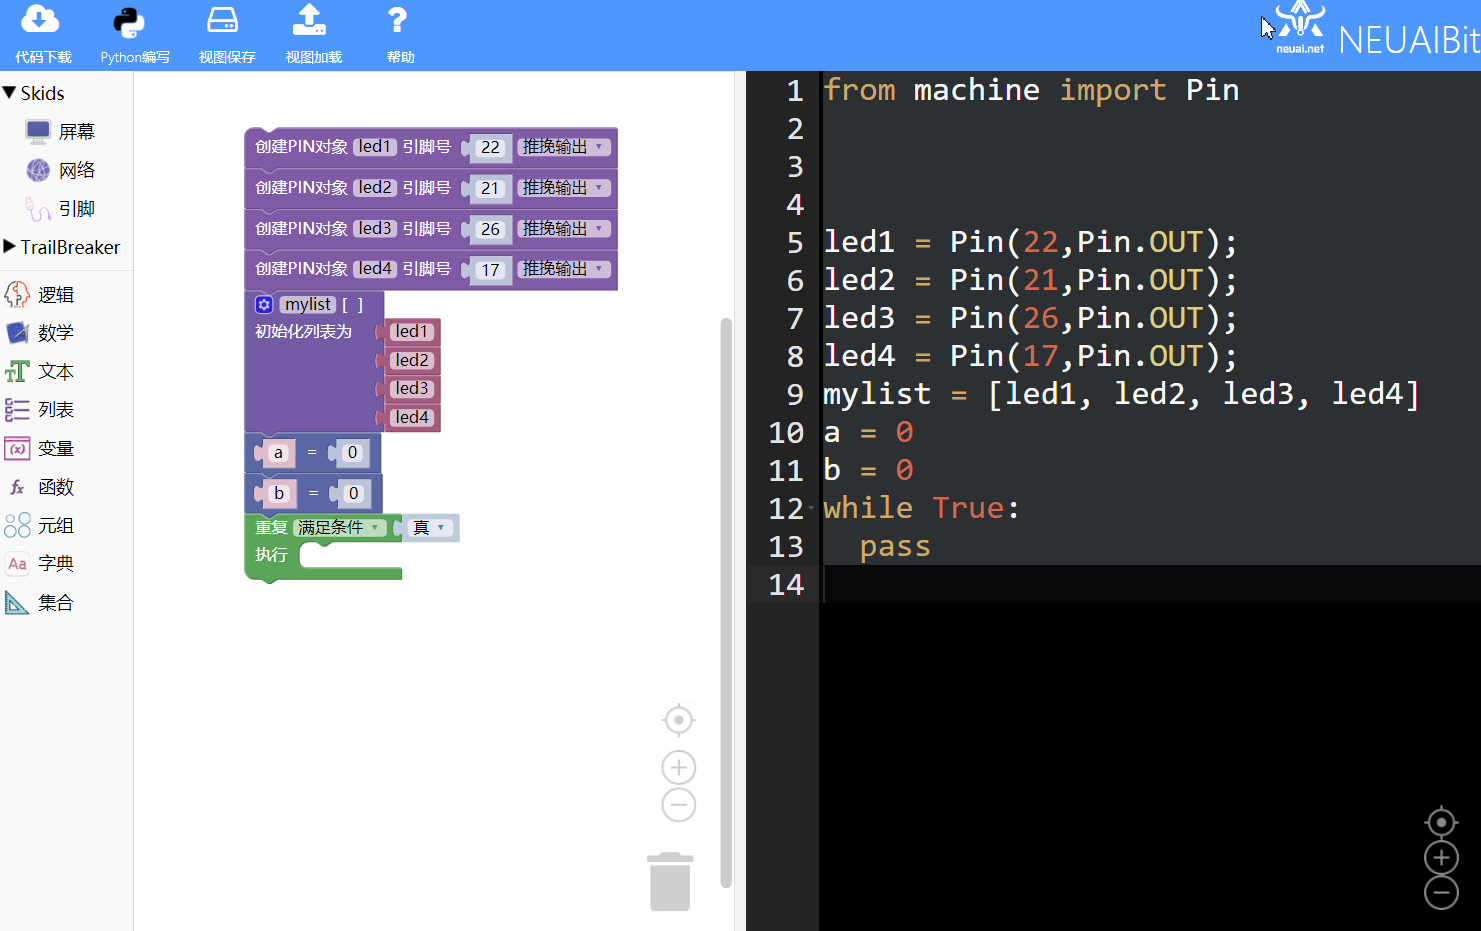 代码下载 Python编写 视图保存 视图加载 帮助
neuai.net NEUAIBit
Skids
屏幕
网络
引脚
TrailBreaker
逻辑
数学
文本
列表
变量
函数
元组
字典
集合
创建PIN对象 led1 引脚号 22 推挽输出
创建PIN对象 led2 引脚号 21 推挽输出
创建PIN对象 led3 引脚号 26 推挽输出
创建PIN对象 led4 引脚号 17 推挽输出
mylist [ ]
初始化列表为 led1
led2
led3
led4
a = 0
b = 0
重复 满足条件 真
执行
1 from machine import Pin
2
3
4
5 led1 = Pin(22,Pin.OUT);
6 led2 = Pin(21,Pin.OUT);
7 led3 = Pin(26,Pin.OUT);
8 led4 = Pin(17,Pin.OUT);
9 mylist = [led1, led2, led3, led4]
10 a = 0
11 b = 0
12 while True:
13 pass
14